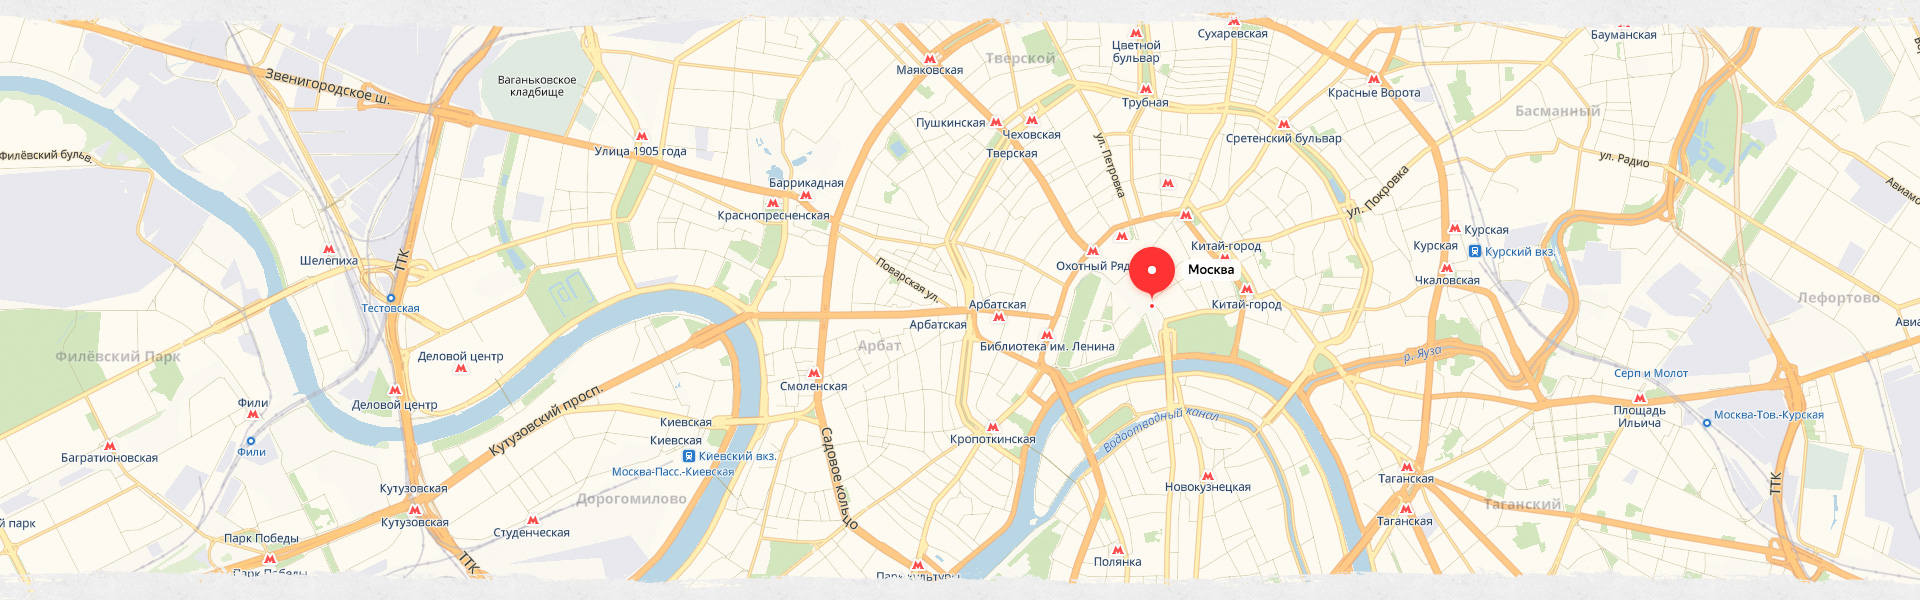 Сухаревская
Бауманская
Цветной
бульвар
Тверской
Маяковская
Звенигородское ш.
Ваганьковское
кладбище
Красные Ворота
Трубная
Басманный
Пушкинская
Чеховская
Сретенский бульвар
Улица 1905 года
Тверская
Филёвский бульв.
ул. Петровка
ул. Радио
Баррикадная
Краснопресненская
ул. Покровка
Китай-город
Курская
Курская
Курский вкз.
Шелепиха
ТТК
Поварская ул.
Охотный Ряд
Москва
Чкаловская
Лефортово
Тестовская
Арбатская
Китай-город
Арбатская
Арбат
Библиотека им. Ленина
р. Яуза
Филёвский Парк
Деловой центр
Смоленская
Серп и Молот
Фили
Деловой центр
Кутузовский просп.
Площадь
Ильича
Москва-Тов.-Курская
Водоотводный канал
Киевская
Киевская
Кропоткинская
Фили
Багратионовская
Киевский вкз.
Москва-Пасс.-Киевская
Садовое кольцо
Таганская
Новокузнецкая
ТТК
Кутузовская
Дорогомилово
Таганский
Кутузовская
Таганская
й парк
Студенческая
Парк Победы
Полянка
ТТК
Парк Победы
Парк культуры